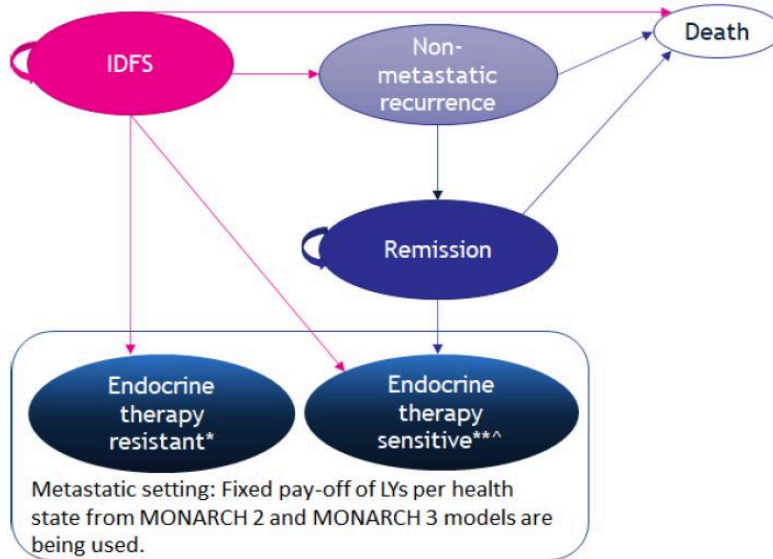 IDFS
Non-
metastatic
recurrence
Death
Remission
Endocrine
therapy
resistant*
Endocrine
therapy
sensitive**^
Metastatic setting: Fixed pay-off of LYs per health
state from MONARCH 2 and MONARCH 3 models are
being used.